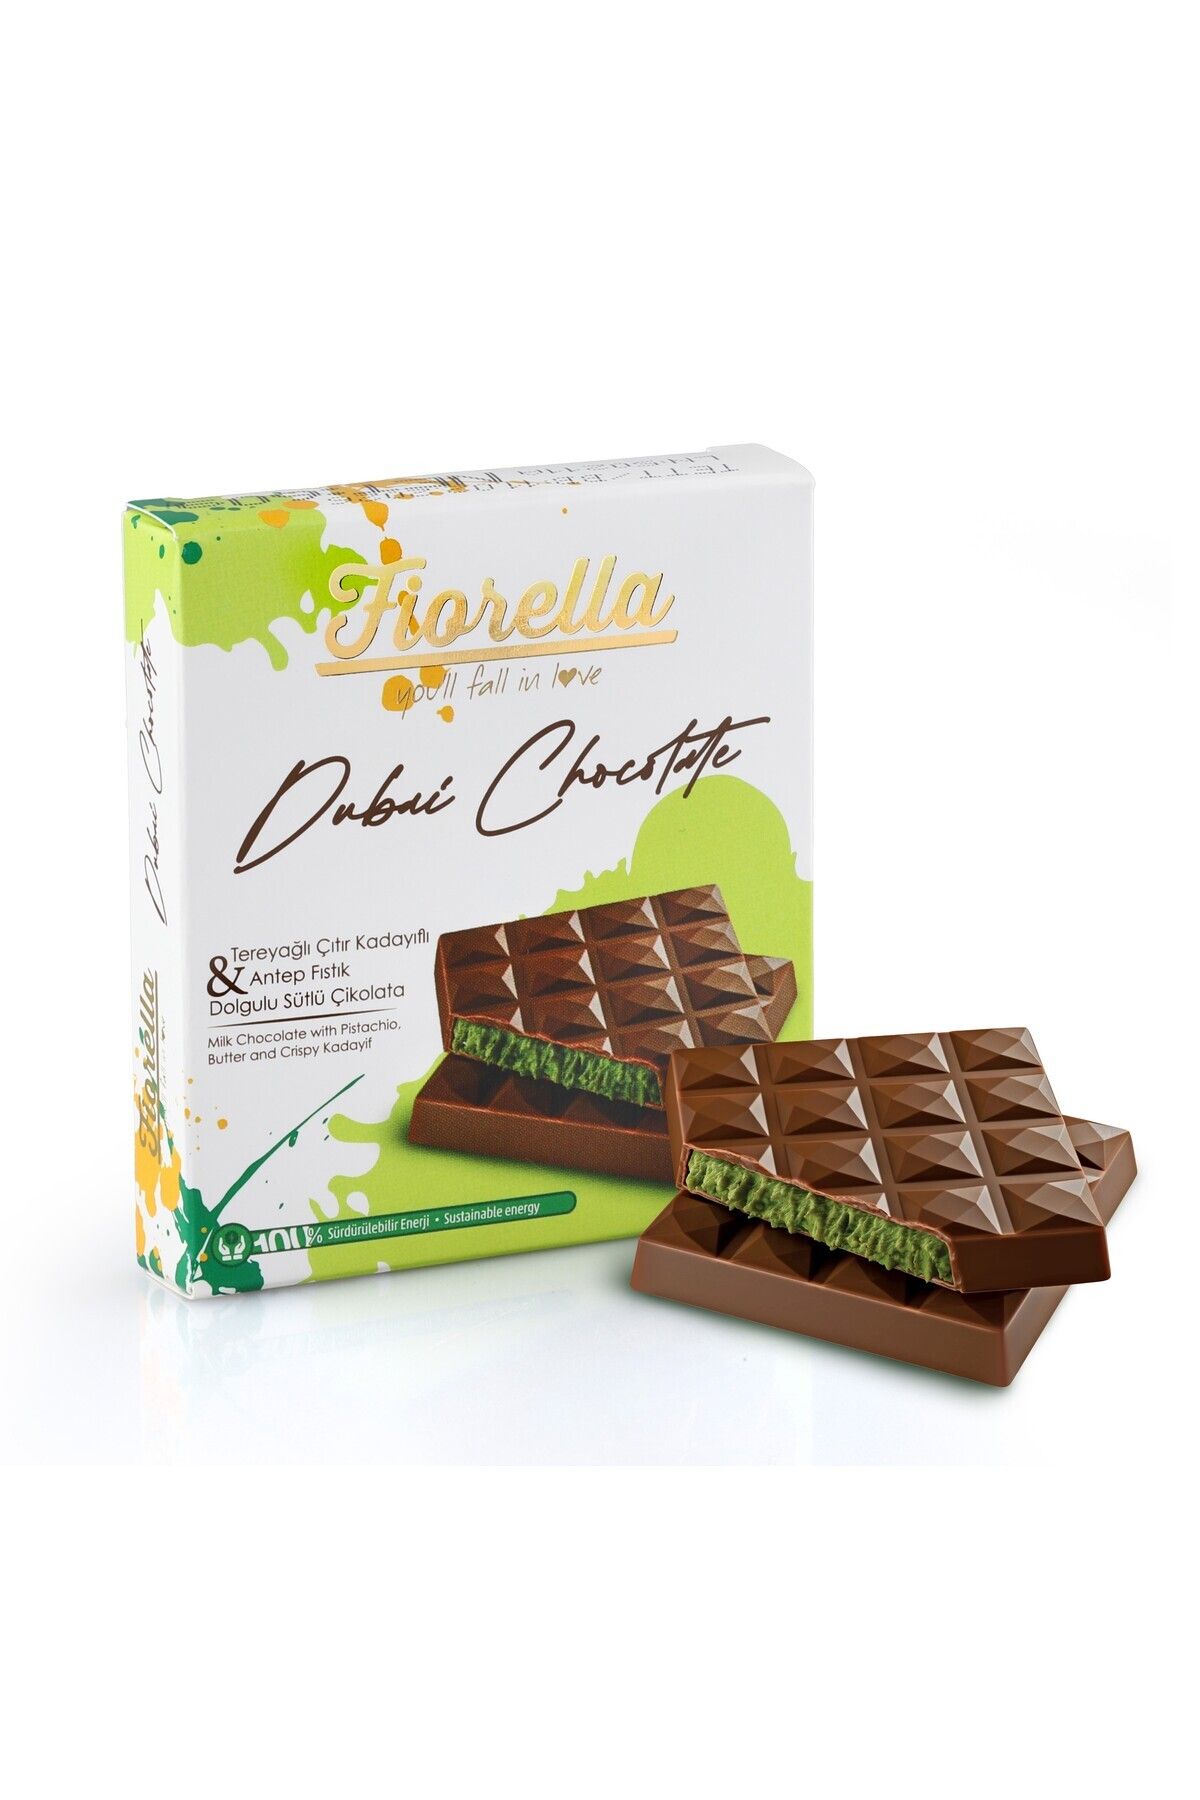 Fiorella
you'll fall in love
Dubai Chocolate
Tereyağlı Çıtır Kadayıflı
& Antep Fıstık
Dolgulu Sütlü Çikolata
Milk Chocolate with Pistachio,
Butter and Crispy Kadayif
100% Sürdürülebilir Enerji • Sustainable energy
Dubai Chocolate
Fiorella